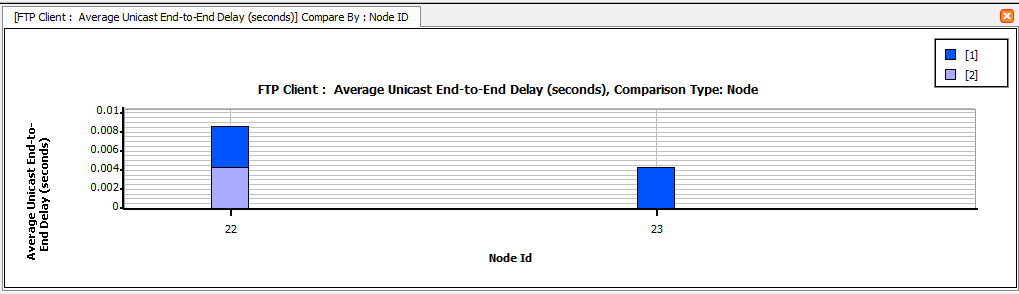 [FTP Client :  Average Unicast End-to-End Delay (seconds)] Compare By : Node ID
[1]
[2]
FTP Client :  Average Unicast End-to-End Delay (seconds), Comparison Type: Node
Average Unicast End-to-
End Delay (seconds)
0.01
0.008
0.006
0.004
0.002
0
22
23
Node Id